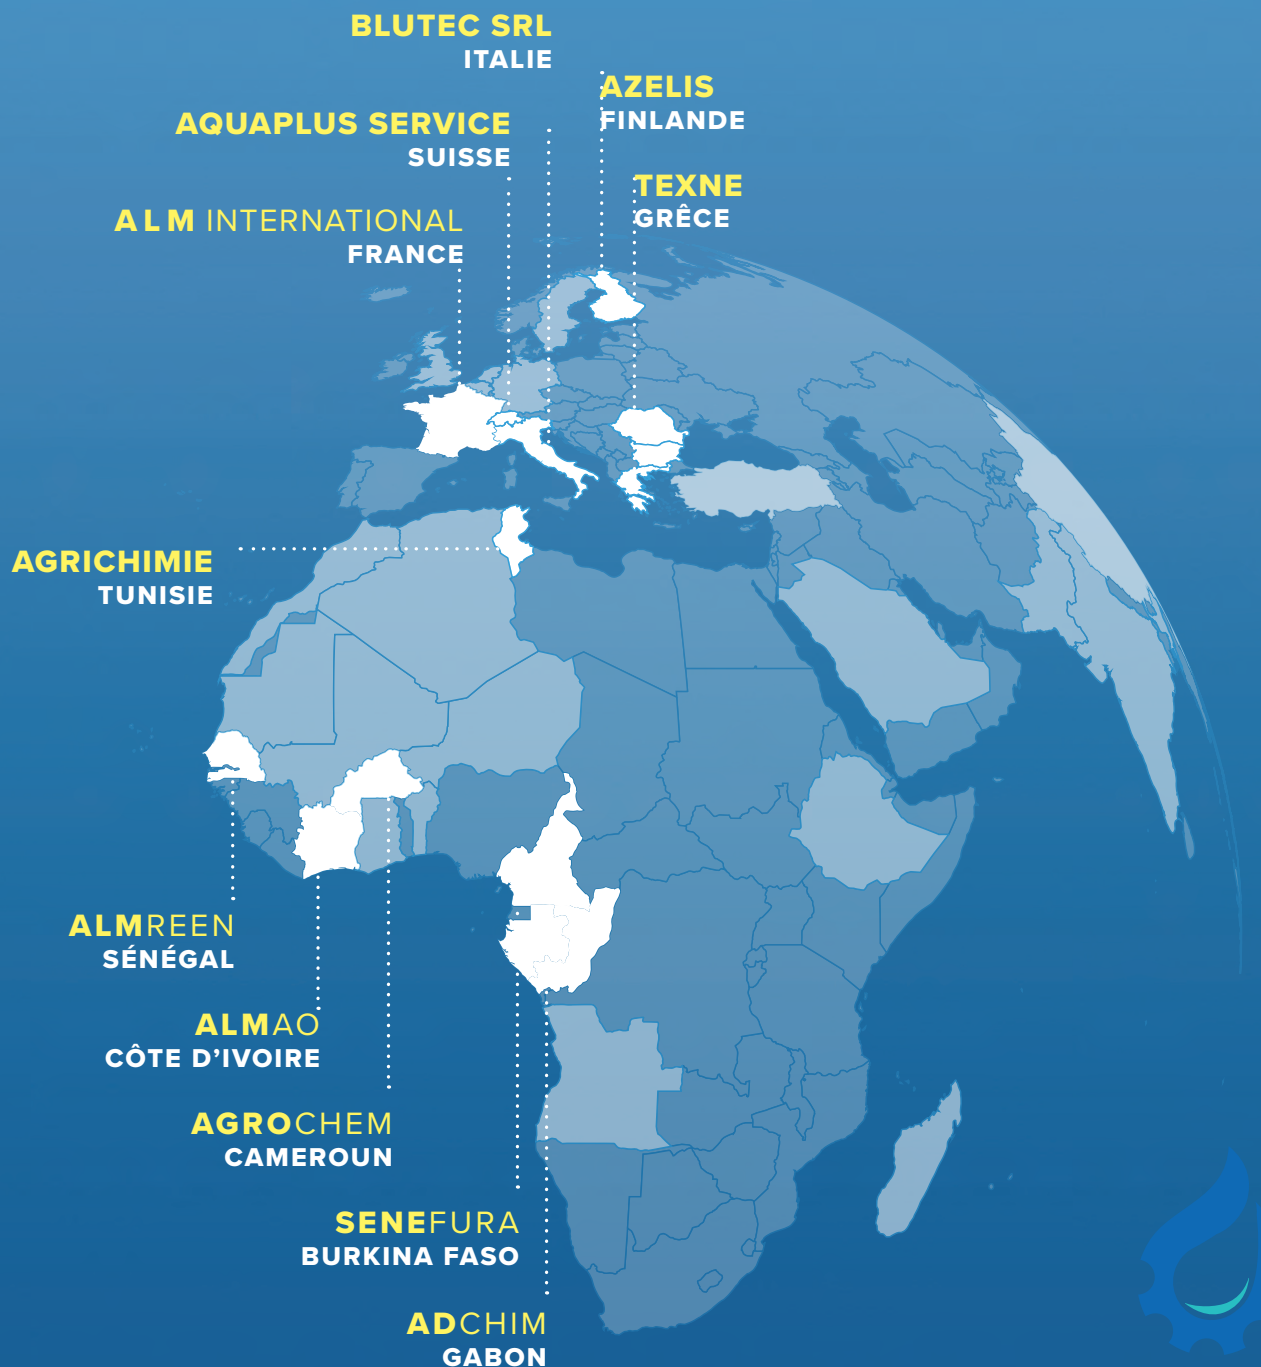 BLUTEC SRL
ITALIE
AZELIS
FINLANDE
AQUAPLUS SERVICE
SUISSE
TEXNE
GRÊCE
ALM INTERNATIONAL
FRANCE
AGRICHIMIE
TUNISIE
ALMREEN
SÉNÉGAL
ALMAO
CÔTE D’IVOIRE
AGROCHEM
CAMEROUN
SENEFURA
BURKINA FASO
ADCHIM
GABON